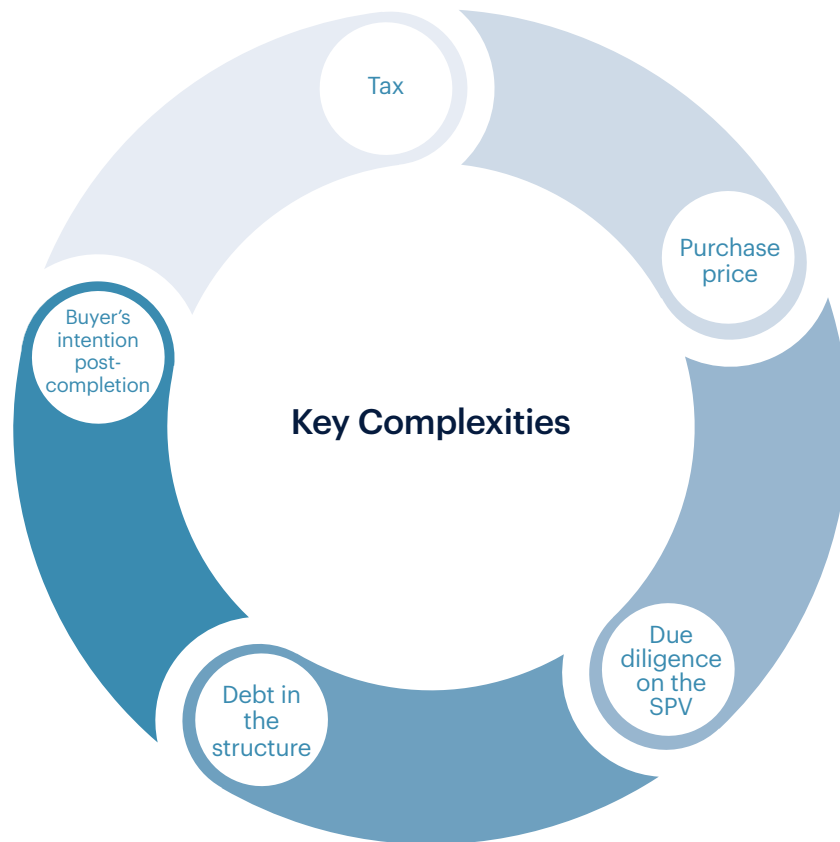 Tax
Purchase
price
Buyer’s
intention
post-
completion
Key Complexities
Due
diligence
on the
SPV
Debt in
the
structure